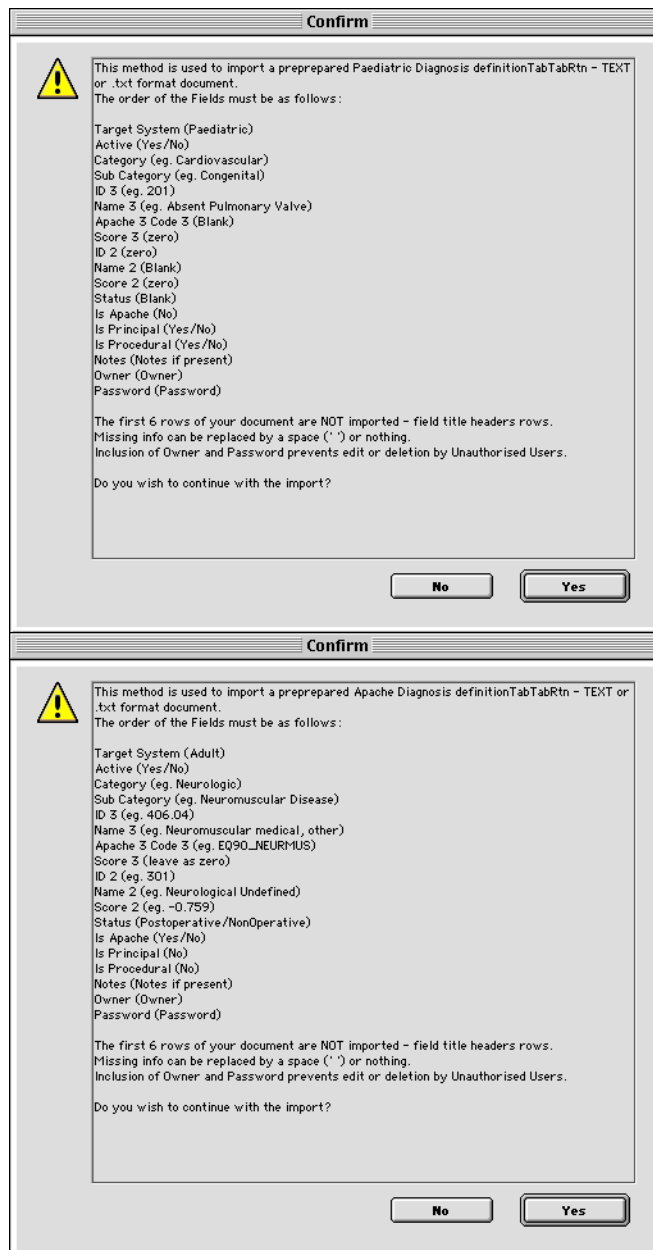 Confirm
This method is used to import a preprepared Paediatric Diagnosis definitionTabTabRtn - TEXT
or .txt format document.
The order of the Fields must be as follows:
Target System (Paediatric)
Active (Yes/No)
Category (eg. Cardiovascular)
Sub Category (eg. Congenital)
ID 3 (eg. 201)
Name 3 (eg. Absent Pulmonary Valve)
Apache 3 Code 3 (Blank)
Score 3 (zero)
ID 2 (zero)
Name 2 (Blank)
Score 2 (zero)
Status (Blank)
Is Apache (No)
Is Principal (Yes/No)
Is Procedural (Yes/No)
Notes (Notes if present)
Owner (Owner)
Password (Password)
The first 6 rows of your document are NOT imported - field title headers rows.
Missing info can be replaced by a space (' ') or nothing.
Inclusion of Owner and Password prevents edit or deletion by Unauthorised Users.
Do you wish to continue with the import?
No Yes
Confirm
This method is used to import a preprepared Apache Diagnosis definitionTabTabRtn - TEXT or
.txt format document.
The order of the Fields must be as follows:
Target System (Adult)
Active (Yes/No)
Category (eg. Neurologic)
Sub Category (eg. Neuromuscular Disease)
ID 3 (eg. 406.04)
Name 3 (eg. Neuromuscular medical, other)
Apache 3 Code 3 (eg. EQ90_NEURMUS)
Score 3 (leave as zero)
ID 2 (eg. 301)
Name 2 (eg. Neurological Undefined)
Score 2 (eg. -0.759)
Status (Postoperative/NonOperative)
Is Apache (Yes/No)
Is Principal (No)
Is Procedural (No)
Notes (Notes if present)
Owner (Owner)
Password (Password)
The first 6 rows of your document are NOT imported - field title headers rows.
Missing info can be replaced by a space (' ') or nothing.
Inclusion of Owner and Password prevents edit or deletion by Unauthorised Users.
Do you wish to continue with the import?
No Yes